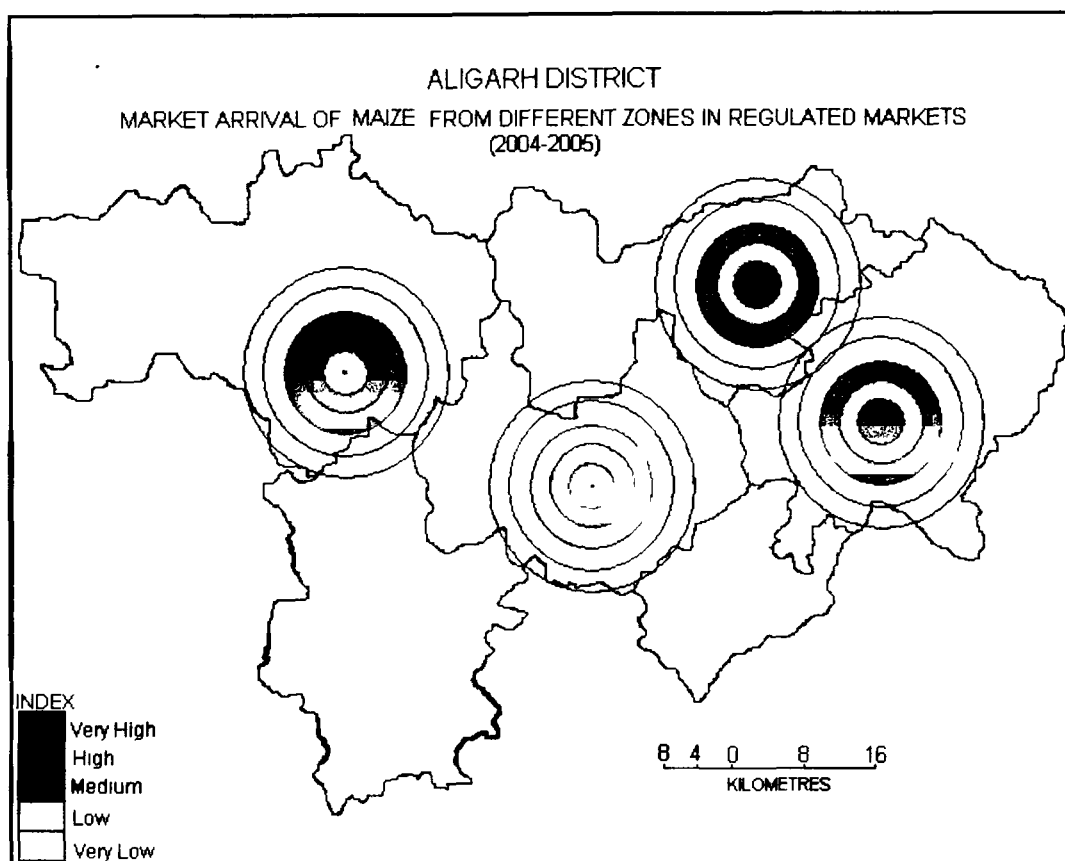 ALIGARH DISTRICT
MARKET ARRIVAL OF MAIZE FROM DIFFERENT ZONES IN REGULATED MARKETS
(2004-2005)
INDEX
Very High
High
Medium
Low
Very Low
8 4 0 8 16
KILOMETRES